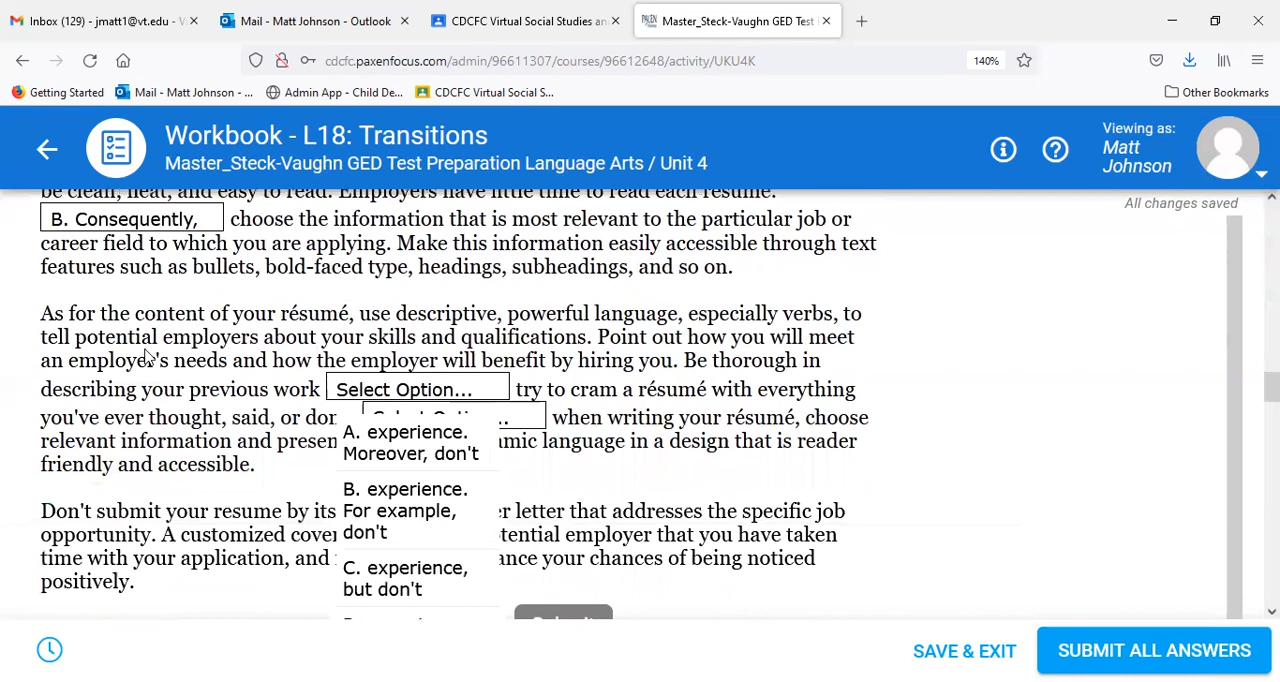 Inbox (129) - jmatt1@vt.edu - V
Mail - Matt Johnson - Outlook
CDCFC Virtual Social Studies an
PAXEN
Master_Steck-Vaughn GED Test
cdcfc.paxenfocus.com/admin/96611307/courses/96612648/activity/UKU4K
140%
Getting Started
Mail - Matt Johnson - ...
Admin App - Child De...
CDCFC Virtual Social S...
Other Bookmarks
Workbook - L18: Transitions
Master_Steck-Vaughn GED Test Preparation Language Arts / Unit 4
Viewing as:
Matt
Johnson
All changes saved
be clean, neat, and easy to read. Employers have little time to read each résumé.
B. Consequently, choose the information that is most relevant to the particular job or
career field to which you are applying. Make this information easily accessible through text
features such as bullets, bold-faced type, headings, subheadings, and so on.
As for the content of your résumé, use descriptive, powerful language, especially verbs, to
tell potential employers about your skills and qualifications. Point out how you will meet
an employer's needs and how the employer will benefit by hiring you. Be thorough in
describing your previous work Select Option... try to cram a résumé with everything
you've ever thought, said, or don Select Option... when writing your résumé, choose
relevant information and presen amic language in a design that is reader
friendly and accessible.
A. experience.
Moreover, don't
B. experience.
For example,
don't
C. experience,
but don't
Don't submit your resume by its r letter that addresses the specific job
opportunity. A customized cover tential employer that you have taken
time with your application, and ance your chances of being noticed
positively.
SAVE & EXIT
SUBMIT ALL ANSWERS